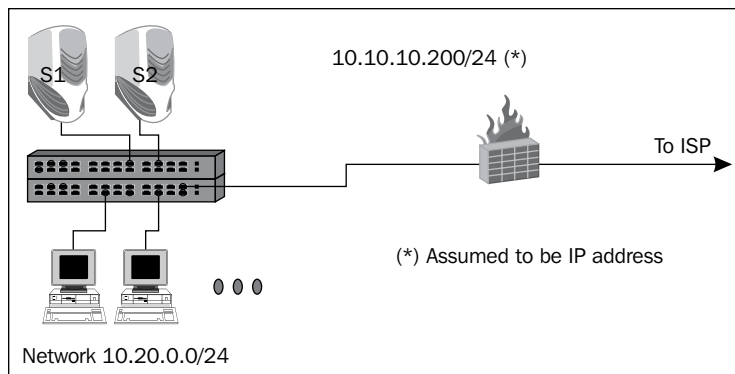 S1 S2
10.10.10.200/24 (*)
To ISP
(*) Assumed to be IP address
Network 10.20.0.0/24